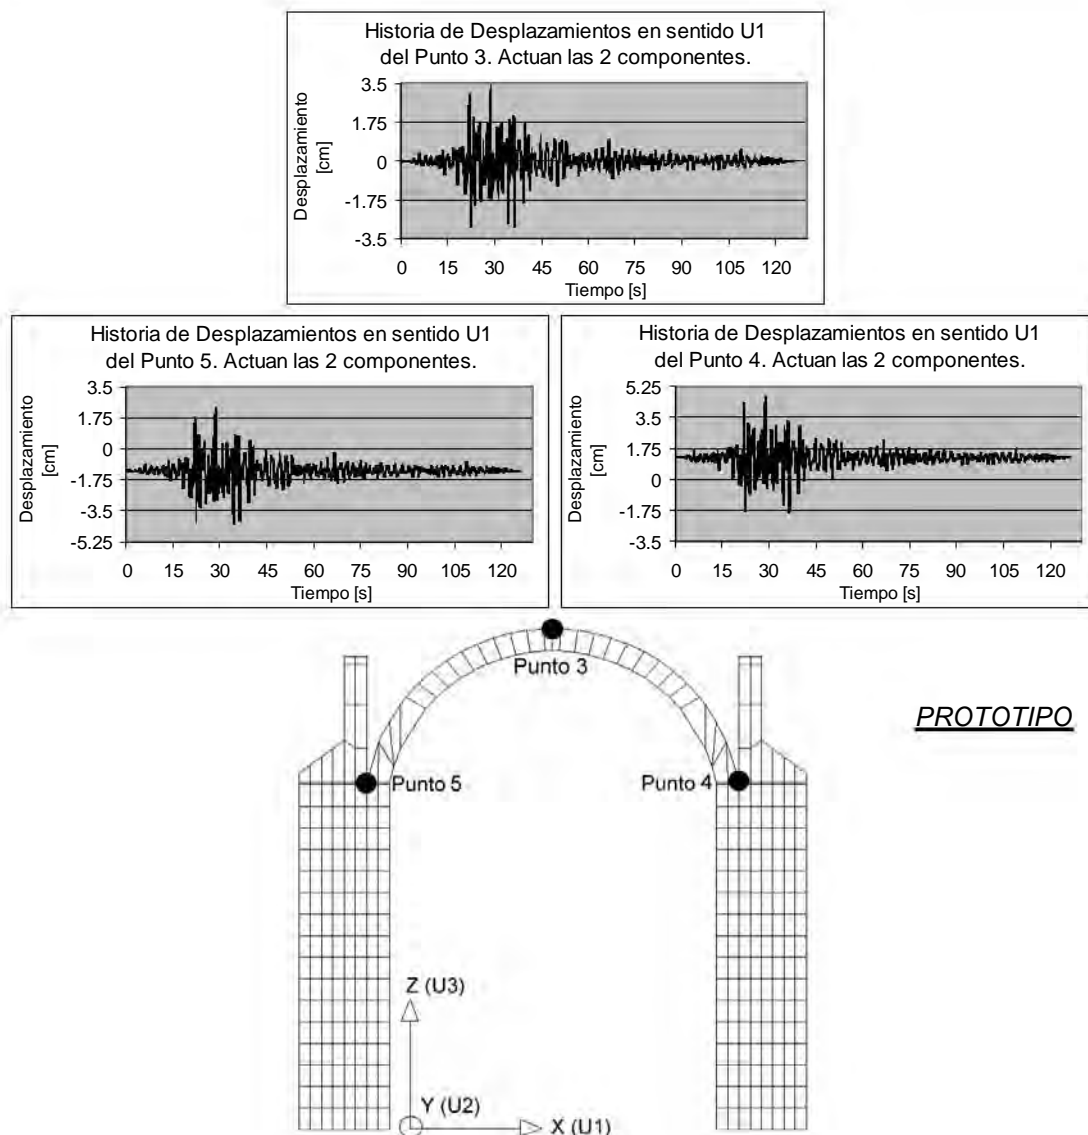 Historia de Desplazamientos en sentido U1
del Punto 3. Actuan las 2 componentes.
Desplazamiento
[cm]
3.5
1.75
0
-1.75
-3.5
0 15 30 45 60 75 90 105 120
Tiempo [s]
Historia de Desplazamientos en sentido U1
del Punto 5. Actuan las 2 componentes.
Desplazamiento
[cm]
3.5
1.75
0
-1.75
-3.5
-5.25
0 15 30 45 60 75 90 105 120
Tiempo [s]
Historia de Desplazamientos en sentido U1
del Punto 4. Actuan las 2 componentes.
Desplazamiento
[cm]
5.25
3.5
1.75
0
-1.75
-3.5
0 15 30 45 60 75 90 105 120
Tiempo [s]
Punto 3
PROTOTIPO
Punto 5
Punto 4
Z (U3)
Y (U2)
X (U1)